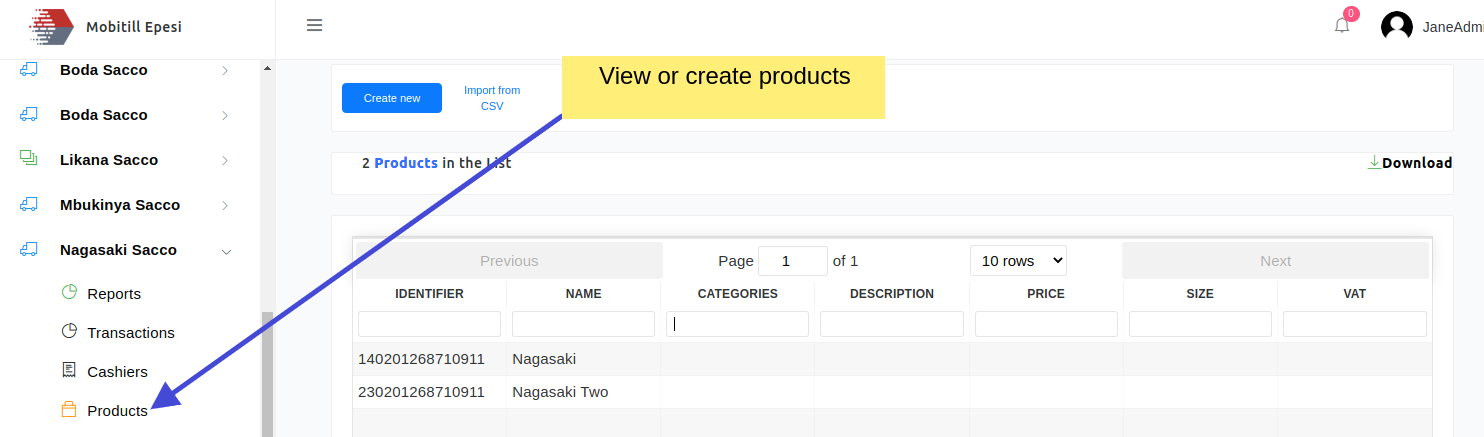 Mobitill Epesi
0
JaneAdmi
Boda Sacco
Boda Sacco
Likana Sacco
Mbukinya Sacco
Nagasaki Sacco
Reports
Transactions
Cashiers
Products
View or create products
Create new
Import from
CSV
2 Products in the List
Download
Previous
Page 1 of 1
10 rows
Next
IDENTIFIER NAME CATEGORIES DESCRIPTION PRICE SIZE VAT
140201268710911 Nagasaki
230201268710911 Nagasaki Two